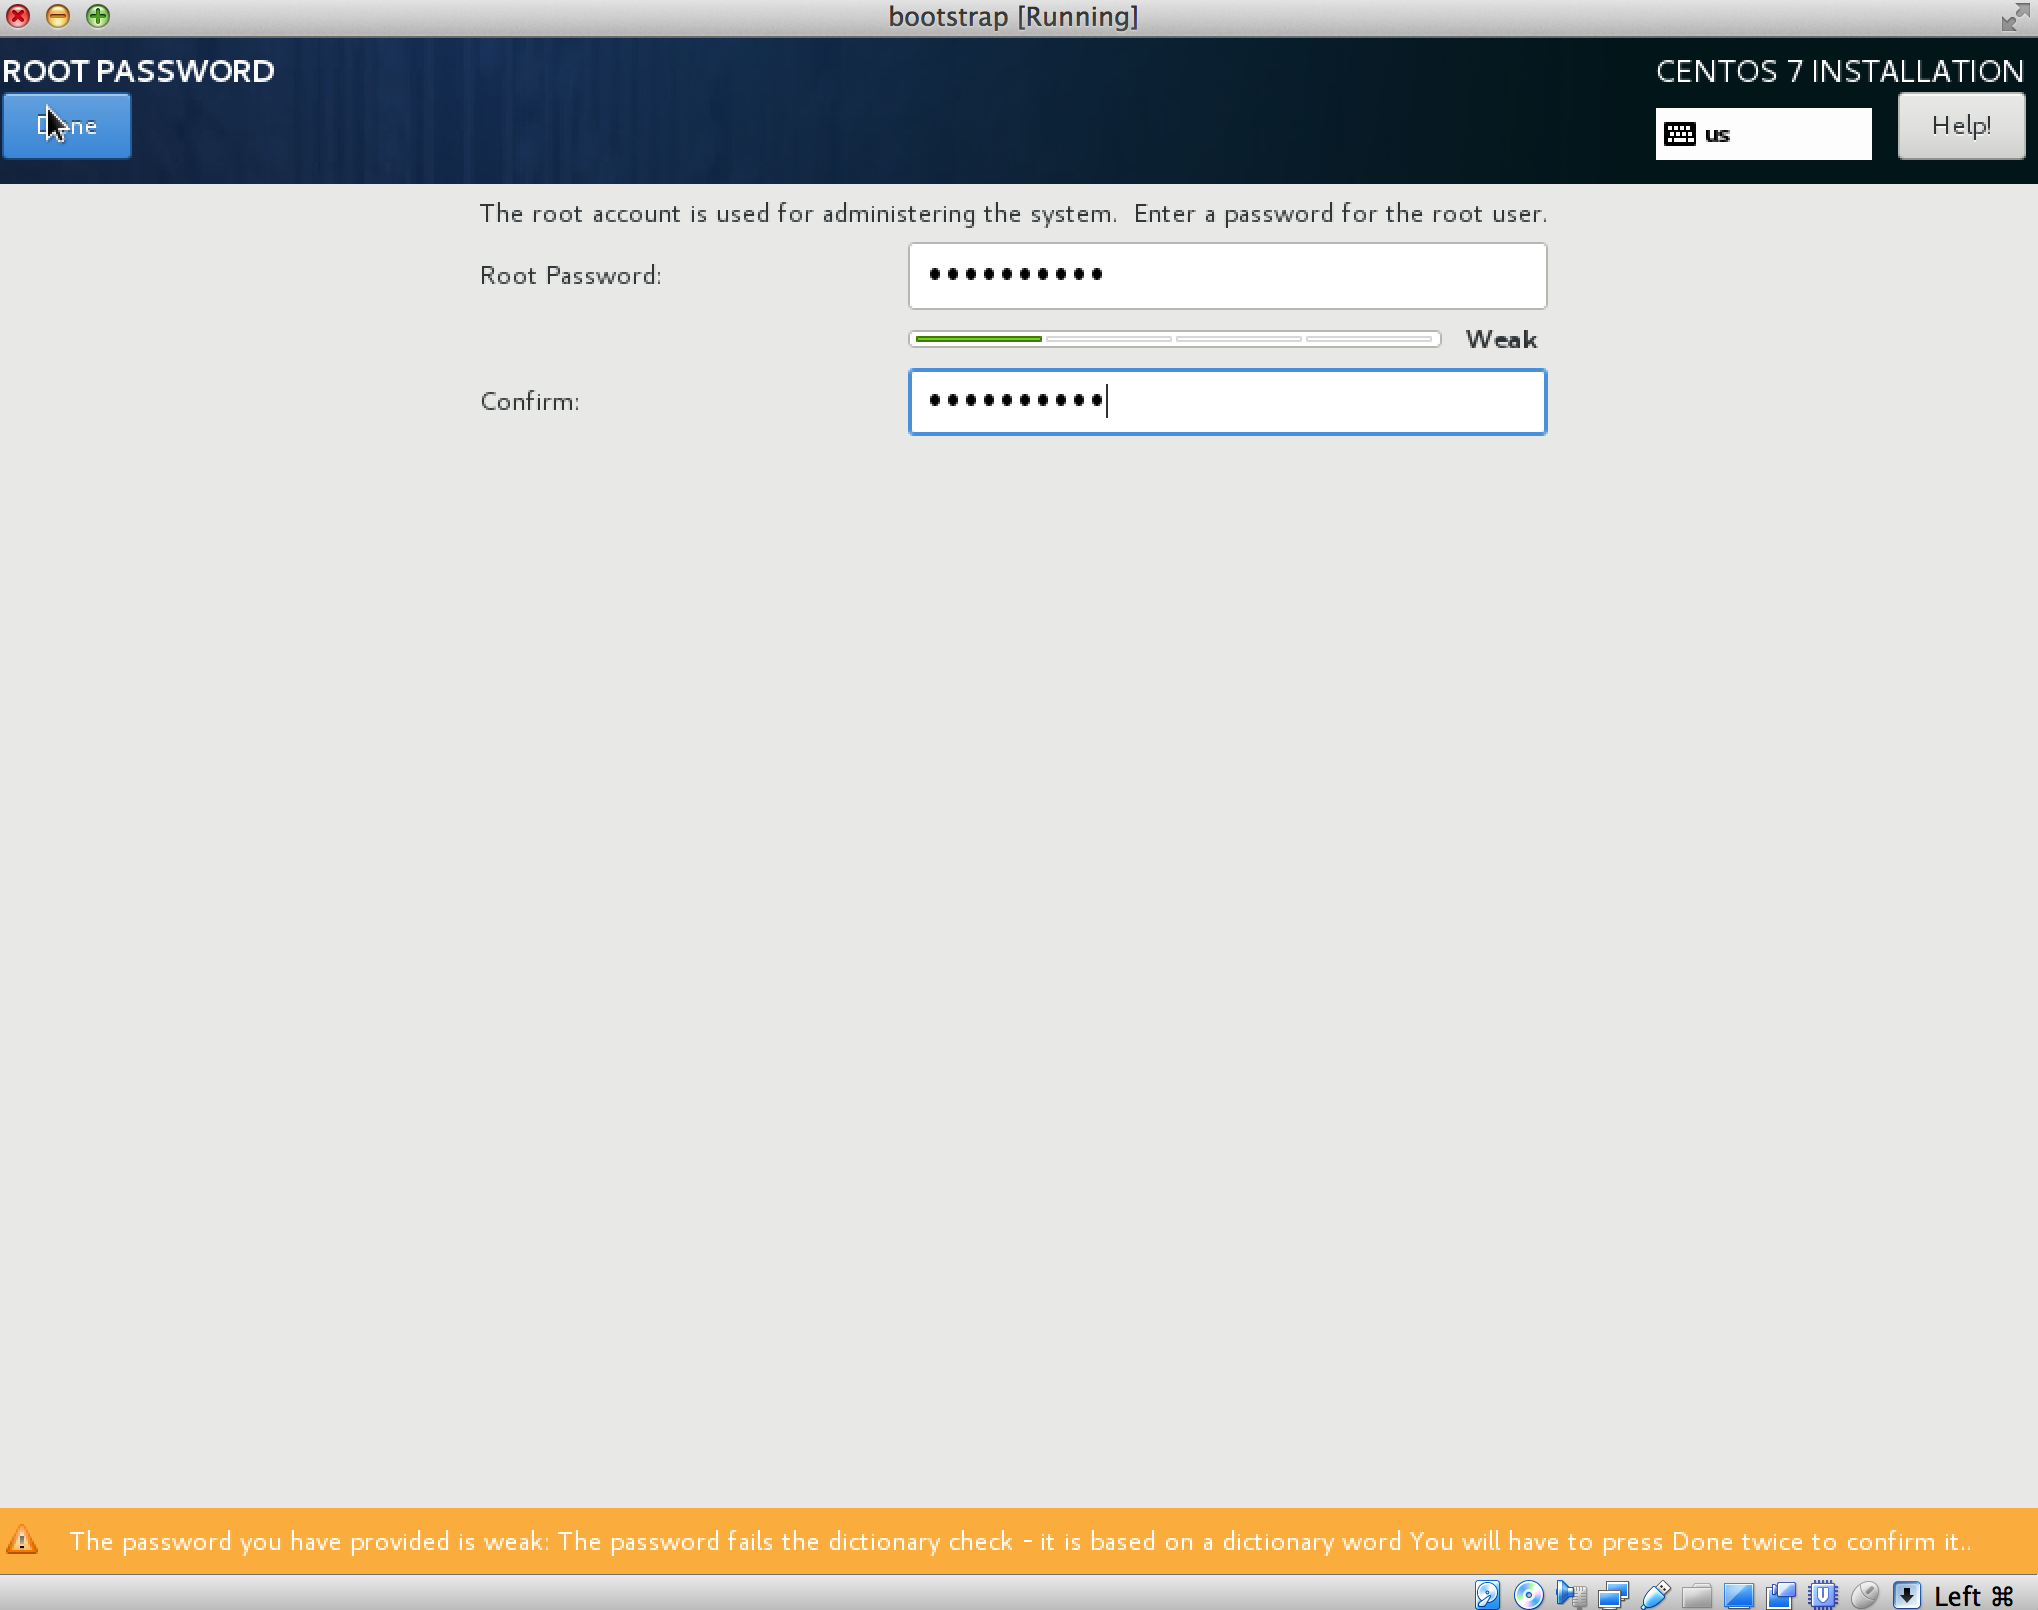 bootstrap [Running]
ROOT PASSWORD
CENTOS 7 INSTALLATION
Done
us
Help!
The root account is used for administering the system.  Enter a password for the root user.
Root Password:
••••••••••
Weak
Confirm:
••••••••••
The password you have provided is weak: The password fails the dictionary check - it is based on a dictionary word You will have to press Done twice to confirm it..
Left ⌘